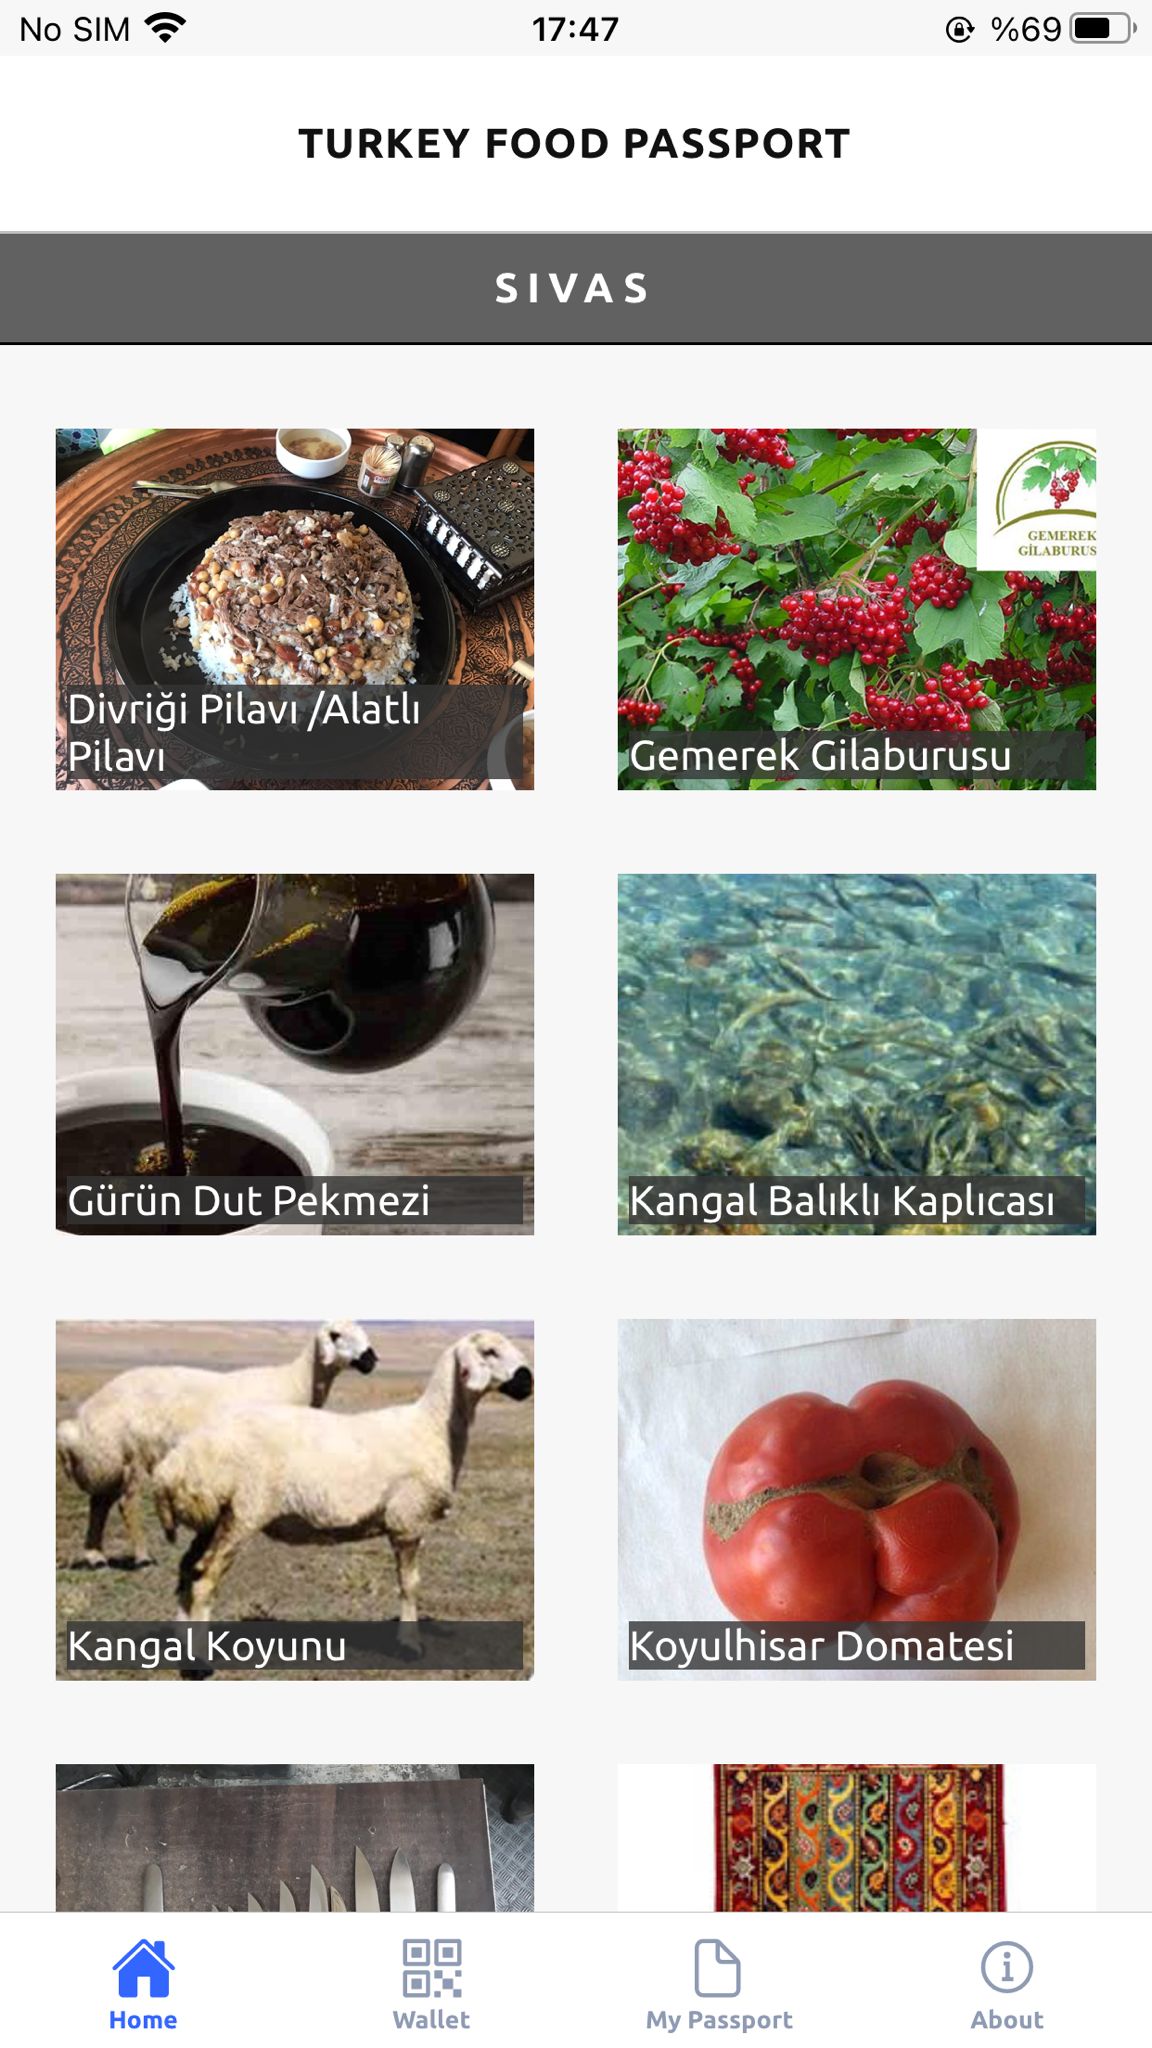 No SIM
17:47
%69
TURKEY FOOD PASSPORT
SIVAS
Divriği Pilavı /Alatlı
Pilavı
GEMEREK
GİLABURUS
Gemerek Gilaburusu
Gürün Dut Pekmezi
Kangal Balıklı Kaplıcası
Kangal Koyunu
Koyulhisar Domatesi
Home
Wallet
My Passport
About